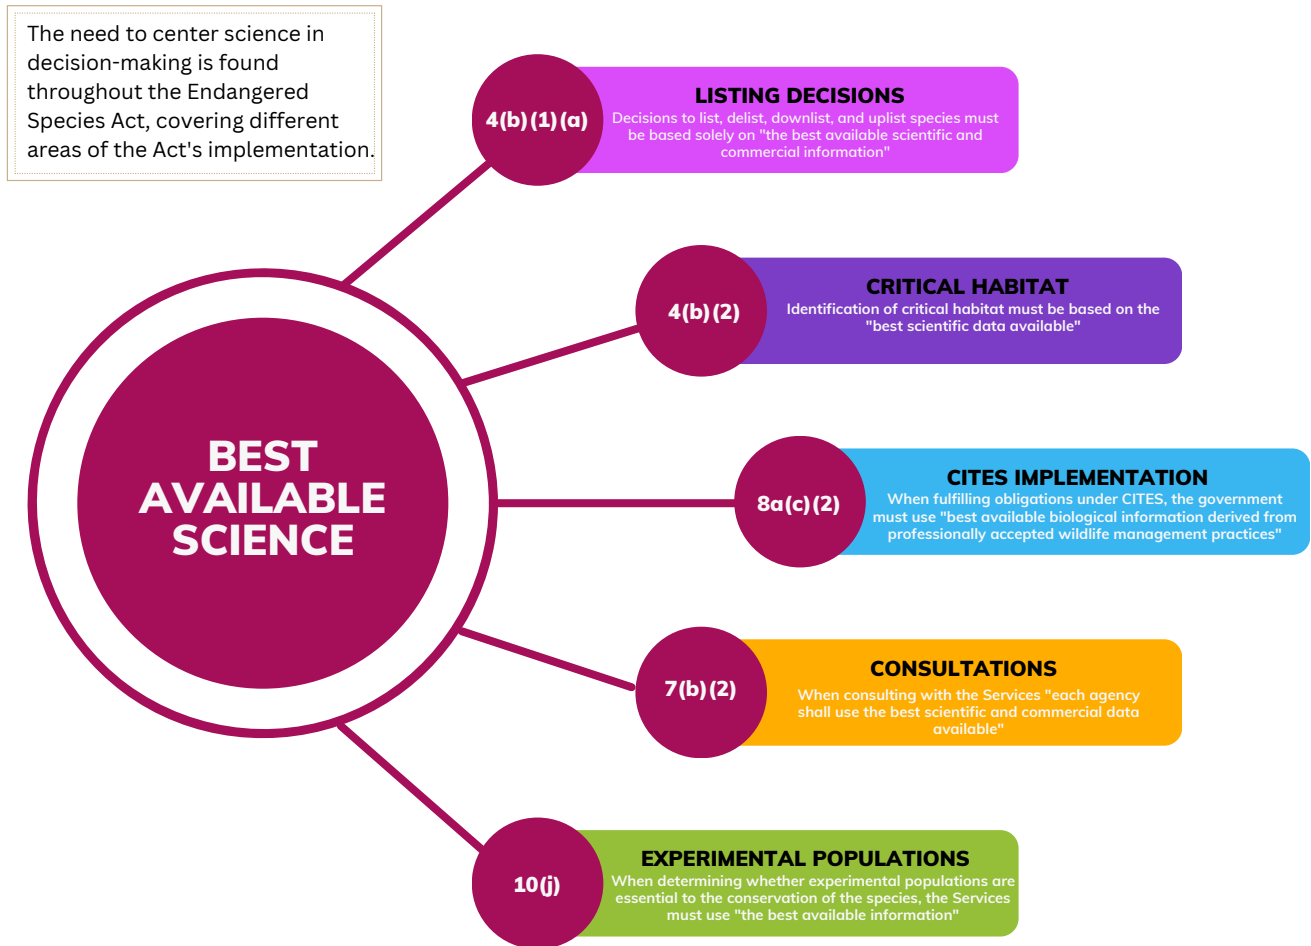 The need to center science in
decision-making is found
throughout the Endangered
Species Act, covering different
areas of the Act's implementation.
4(b)(1)(a)
LISTING DECISIONS
Decisions to list, delist, downlist, and uplist species must
be based solely on "the best available scientific and
commercial information"
4(b)(2)
CRITICAL HABITAT
Identification of critical habitat must be based on the
"best scientific data available"
BEST
AVAILABLE
SCIENCE
8a(c)(2)
CITES IMPLEMENTATION
When fulfilling obligations under CITES, the government
must use "best available biological information derived from
professionally accepted wildlife management practices"
7(b)(2)
CONSULTATIONS
When consulting with the Services "each agency
shall use the best scientific and commercial data
available"
10(j)
EXPERIMENTAL POPULATIONS
When determining whether experimental populations are
essential to the conservation of the species, the Services
must use "the best available information"